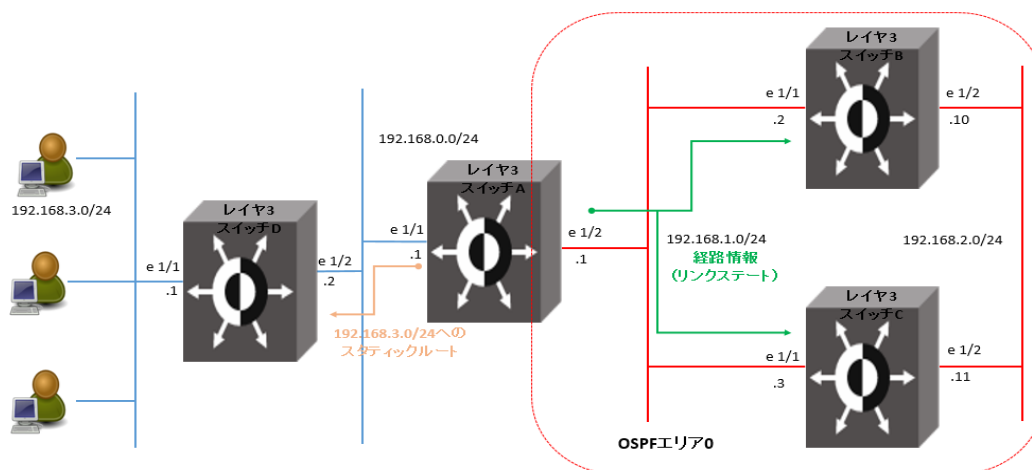 192.168.3.0/24
e 1/1
.1
レイヤ3
スイッチD
e 1/2
.2
192.168.3.0/24への
スタティックルート
192.168.0.0/24
e 1/1
.1
レイヤ3
スイッチA
e 1/2
.1
192.168.1.0/24
経路情報
(リンクステート)
e 1/1
.2
レイヤ3
スイッチB
e 1/2
.10
192.168.2.0/24
e 1/1
.3
レイヤ3
スイッチC
e 1/2
.11
OSPFエリア0